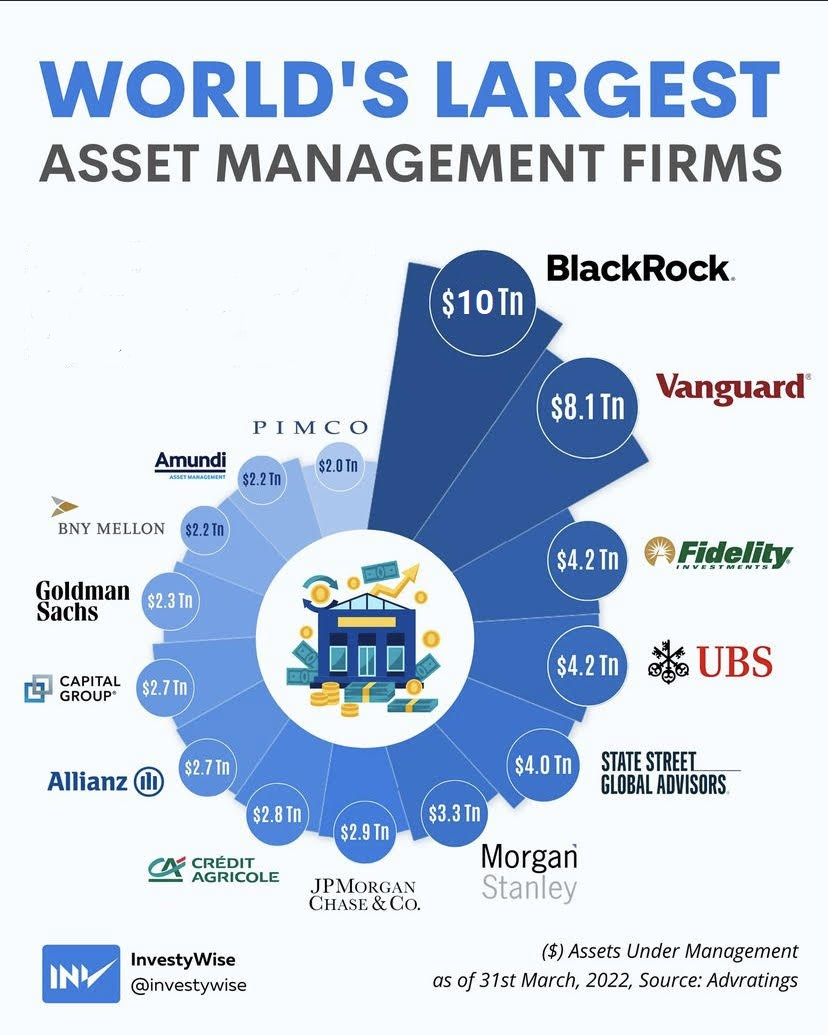 WORLD'S LARGEST
ASSET MANAGEMENT FIRMS
BlackRock.
$10 Tn
Vanguard®
$8.1 Tn
Fidelity
INVESTMENTS®
$4.2 Tn
UBS
$4.2 Tn
STATE STREET
GLOBAL ADVISORS.
$4.0 Tn
Morgan
Stanley
$3.3 Tn
JPMORGAN
CHASE & CO.
$2.9 Tn
CRÉDIT
AGRICOLE
$2.8 Tn
Allianz
$2.7 Tn
CAPITAL
GROUP®
$2.7 Tn
Goldman
Sachs
$2.3 Tn
BNY MELLON
$2.2 Tn
Amundi
ASSET MANAGEMENT
$2.2 Tn
PIMCO
$2.0 Tn
INV
InvestyWise
@investywise
($) Assets Under Management
as of 31st March, 2022, Source: Advratings